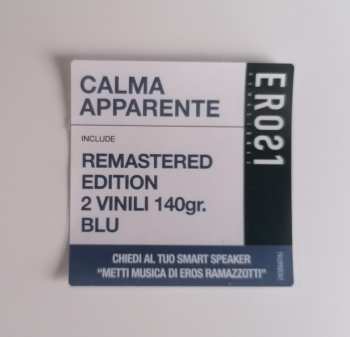 CALMA
APPARENTE
INCLUDE
REMASTERED
EDITION
2 VINILI 140gr.
BLU
EROS1
CHIEDI AL TUO SMART SPEAKER
“METTI MUSICA DI EROS RAMAZZOTTI”